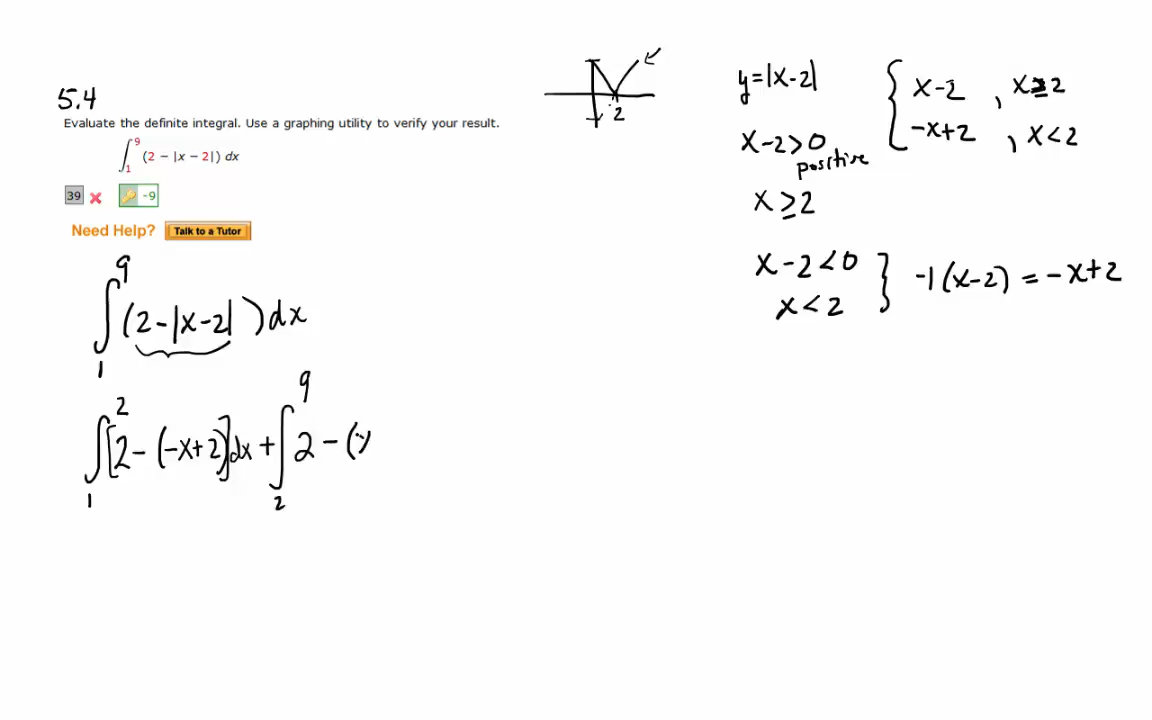 5.4
Evaluate the definite integral. Use a graphing utility to verify your result.
∫₁⁹ (2 − |x − 2|) dx
39 ✗ -9
Need Help? Talk to a Tutor
∫₁⁹ (2-|x-2|)dx
∫₁² [2-(-x+2)]dx + ∫₂⁹ 2-(
2
y=|x-2|
x-2>0
positive
x≥2
x-2<0
x<2
} -1(x-2) = -x+2
{ x-2 , x≥2
-x+2 , x<2